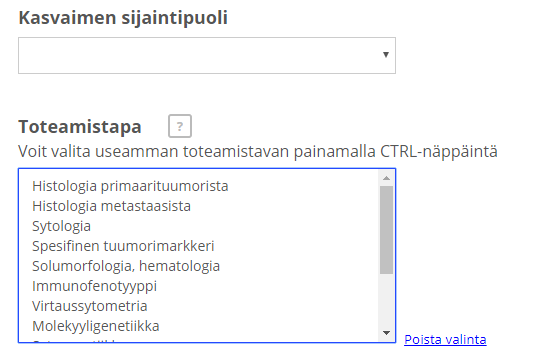 Kasvaimen sijaintipuoli
Toteamistapa ?
Voit valita useamman toteamistavan painamalla CTRL-näppäintä
Histologia primaarituumorista
Histologia metastaasista
Sytologia
Spesifinen tuumorimarkkeri
Solumorfologia, hematologia
Immunofenotyyppi
Virtaussytometria
Molekyyligenetiikka
Poista valinta